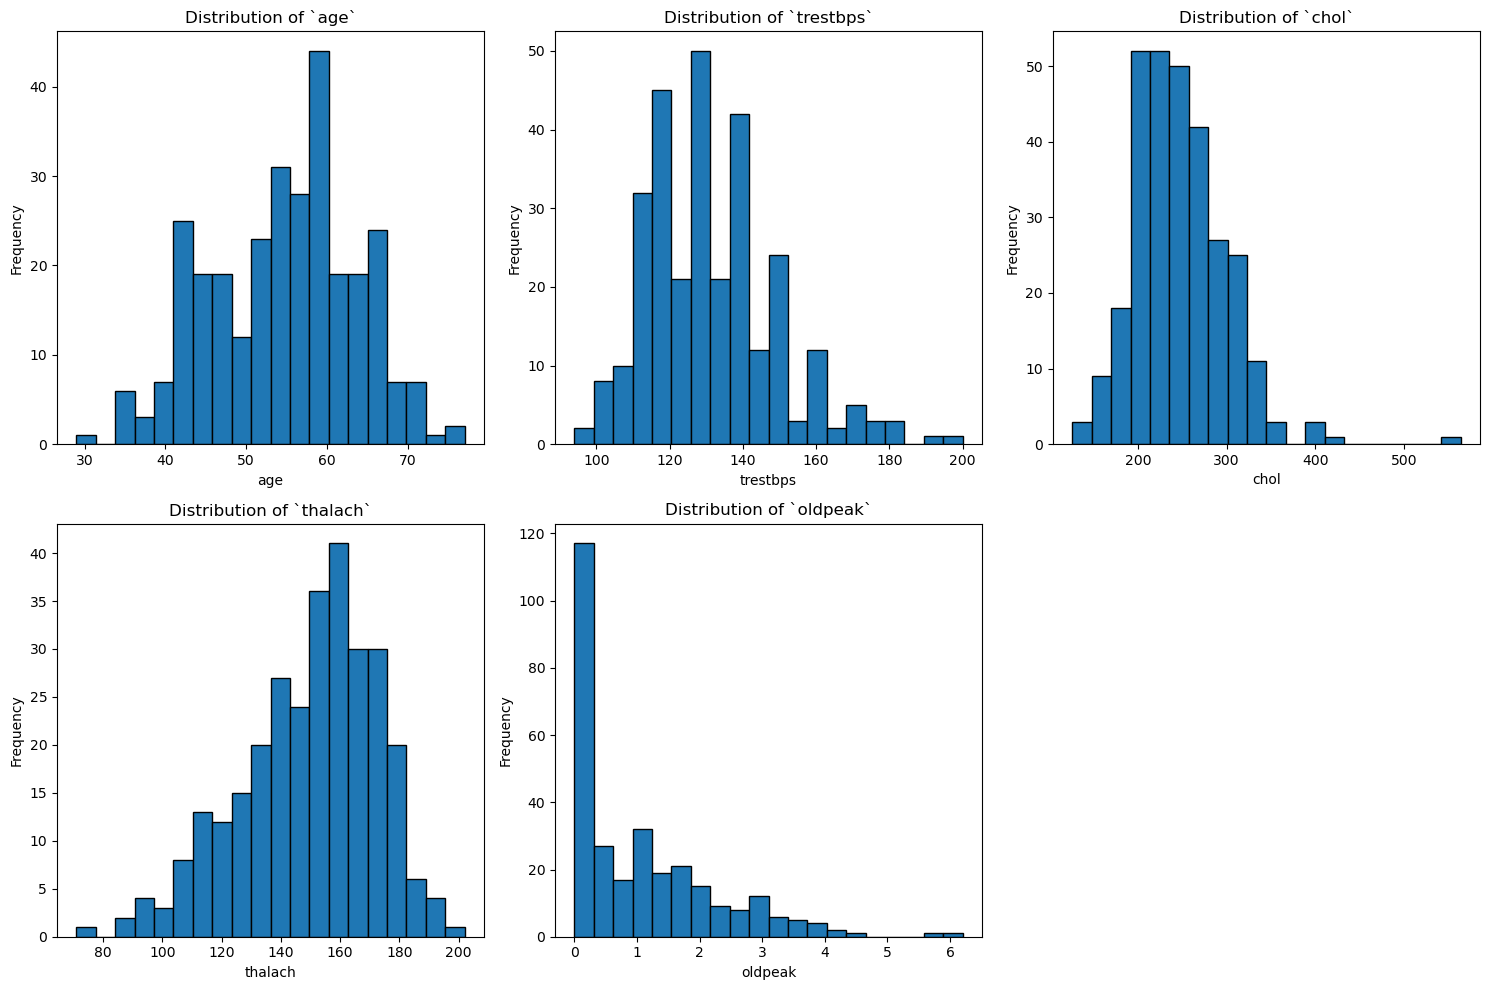 Distribution of `age`
Frequency
40
30
20
10
0
30 40 50 60 70
age
Distribution of `trestbps`
Frequency
50
40
30
20
10
0
100 120 140 160 180 200
trestbps
Distribution of `chol`
Frequency
50
40
30
20
10
0
200 300 400 500
chol
Distribution of `thalach`
Frequency
40
35
30
25
20
15
10
5
0
80 100 120 140 160 180 200
thalach
Distribution of `oldpeak`
Frequency
120
100
80
60
40
20
0
0 1 2 3 4 5 6
oldpeak